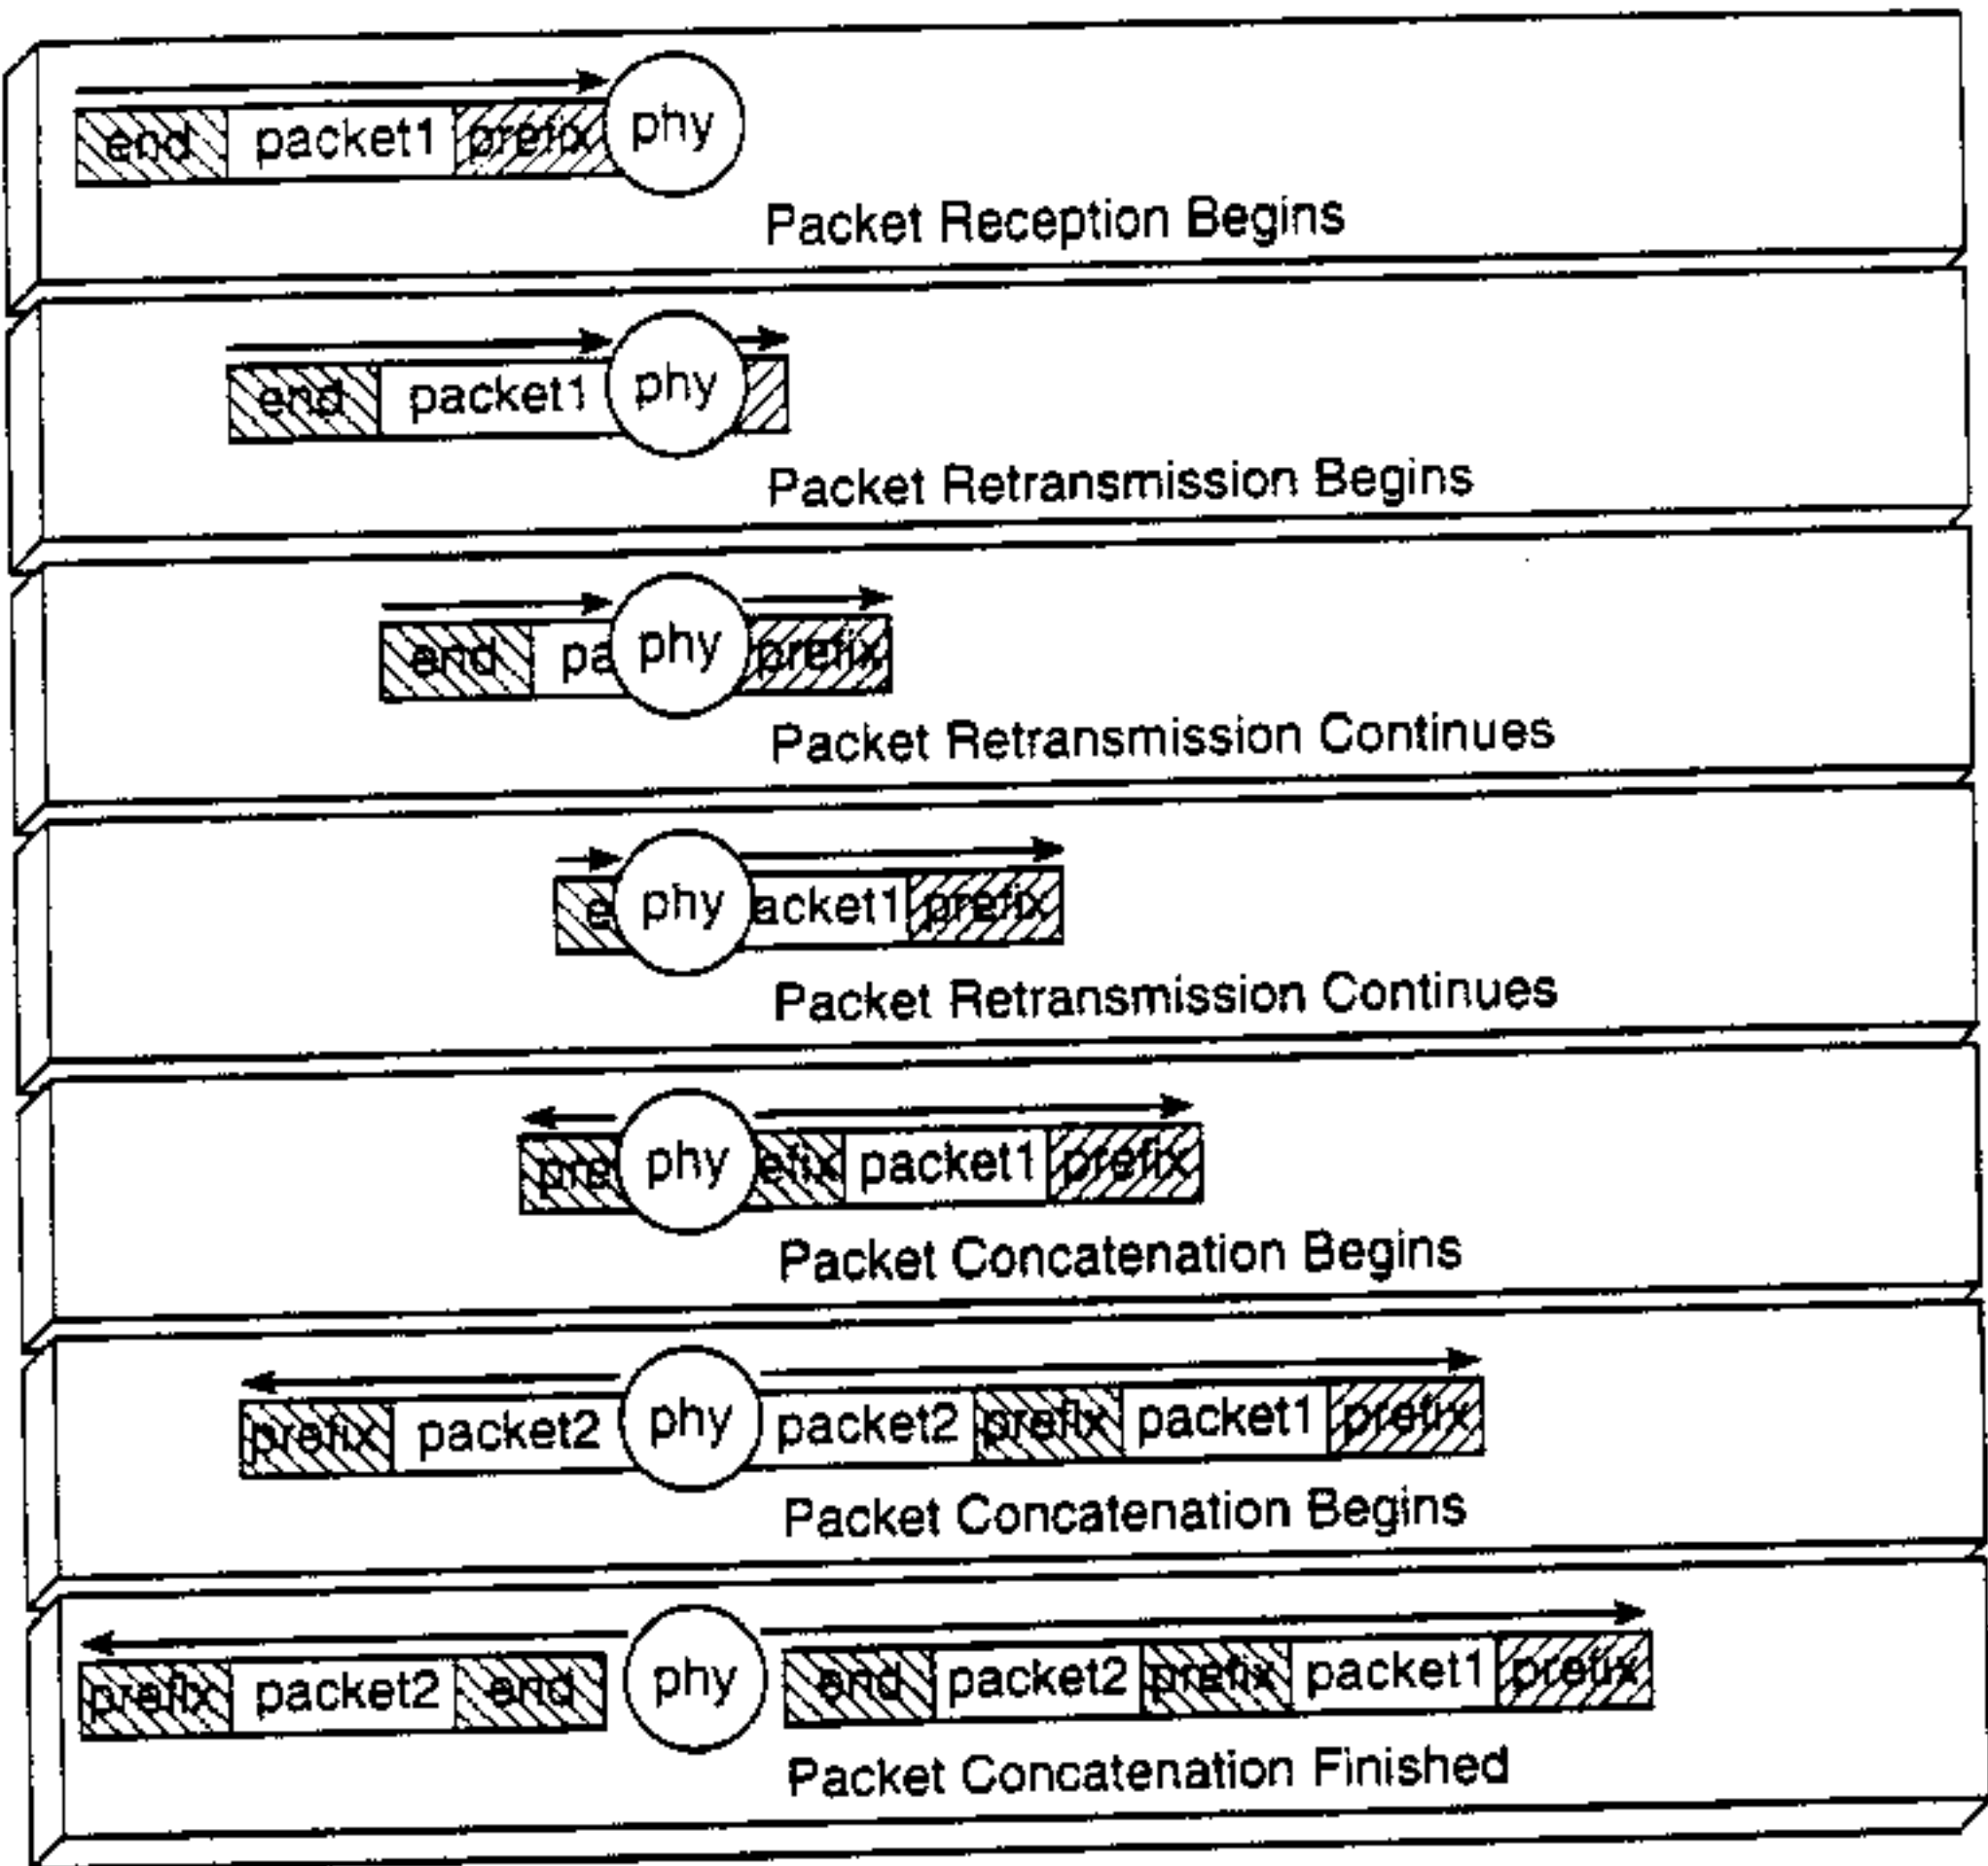 end packet1 prefix phy
Packet Reception Begins
end packet1 phy
Packet Retransmission Begins
end pa phy prefix
Packet Retransmission Continues
e phy acket1 prefix
Packet Retransmission Continues
pre phy efix packet1 prefix
Packet Concatenation Begins
prefix packet2 phy packet2 prefix packet1 prefix
Packet Concatenation Begins
prefix packet2 end phy end packet2 prefix packet1 prefix
Packet Concatenation Finished